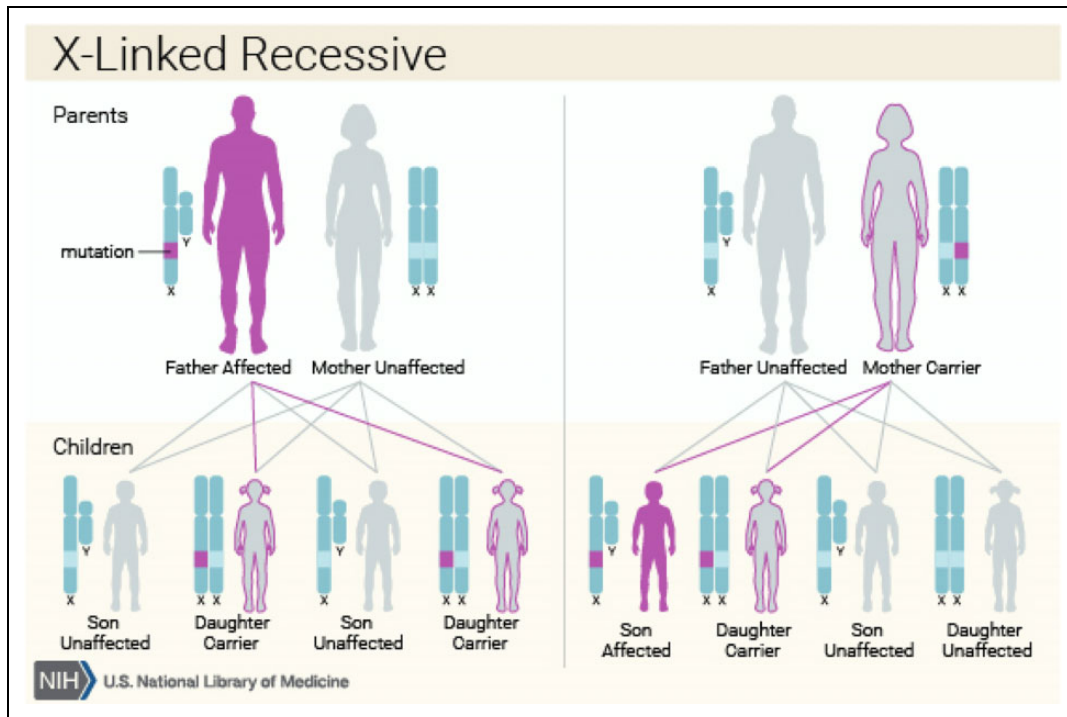 X-Linked Recessive
Parents
mutation
Y
X
X X
Father Affected
Mother Unaffected
Y
X
X X
Father Unaffected
Mother Carrier
Children
Y
X
Son
Unaffected
X X
Daughter
Carrier
Y
X
Son
Unaffected
X X
Daughter
Carrier
Y
X
Son
Affected
X X
Daughter
Carrier
Y
X
Son
Unaffected
X X
Daughter
Unaffected
NIH U.S. National Library of Medicine